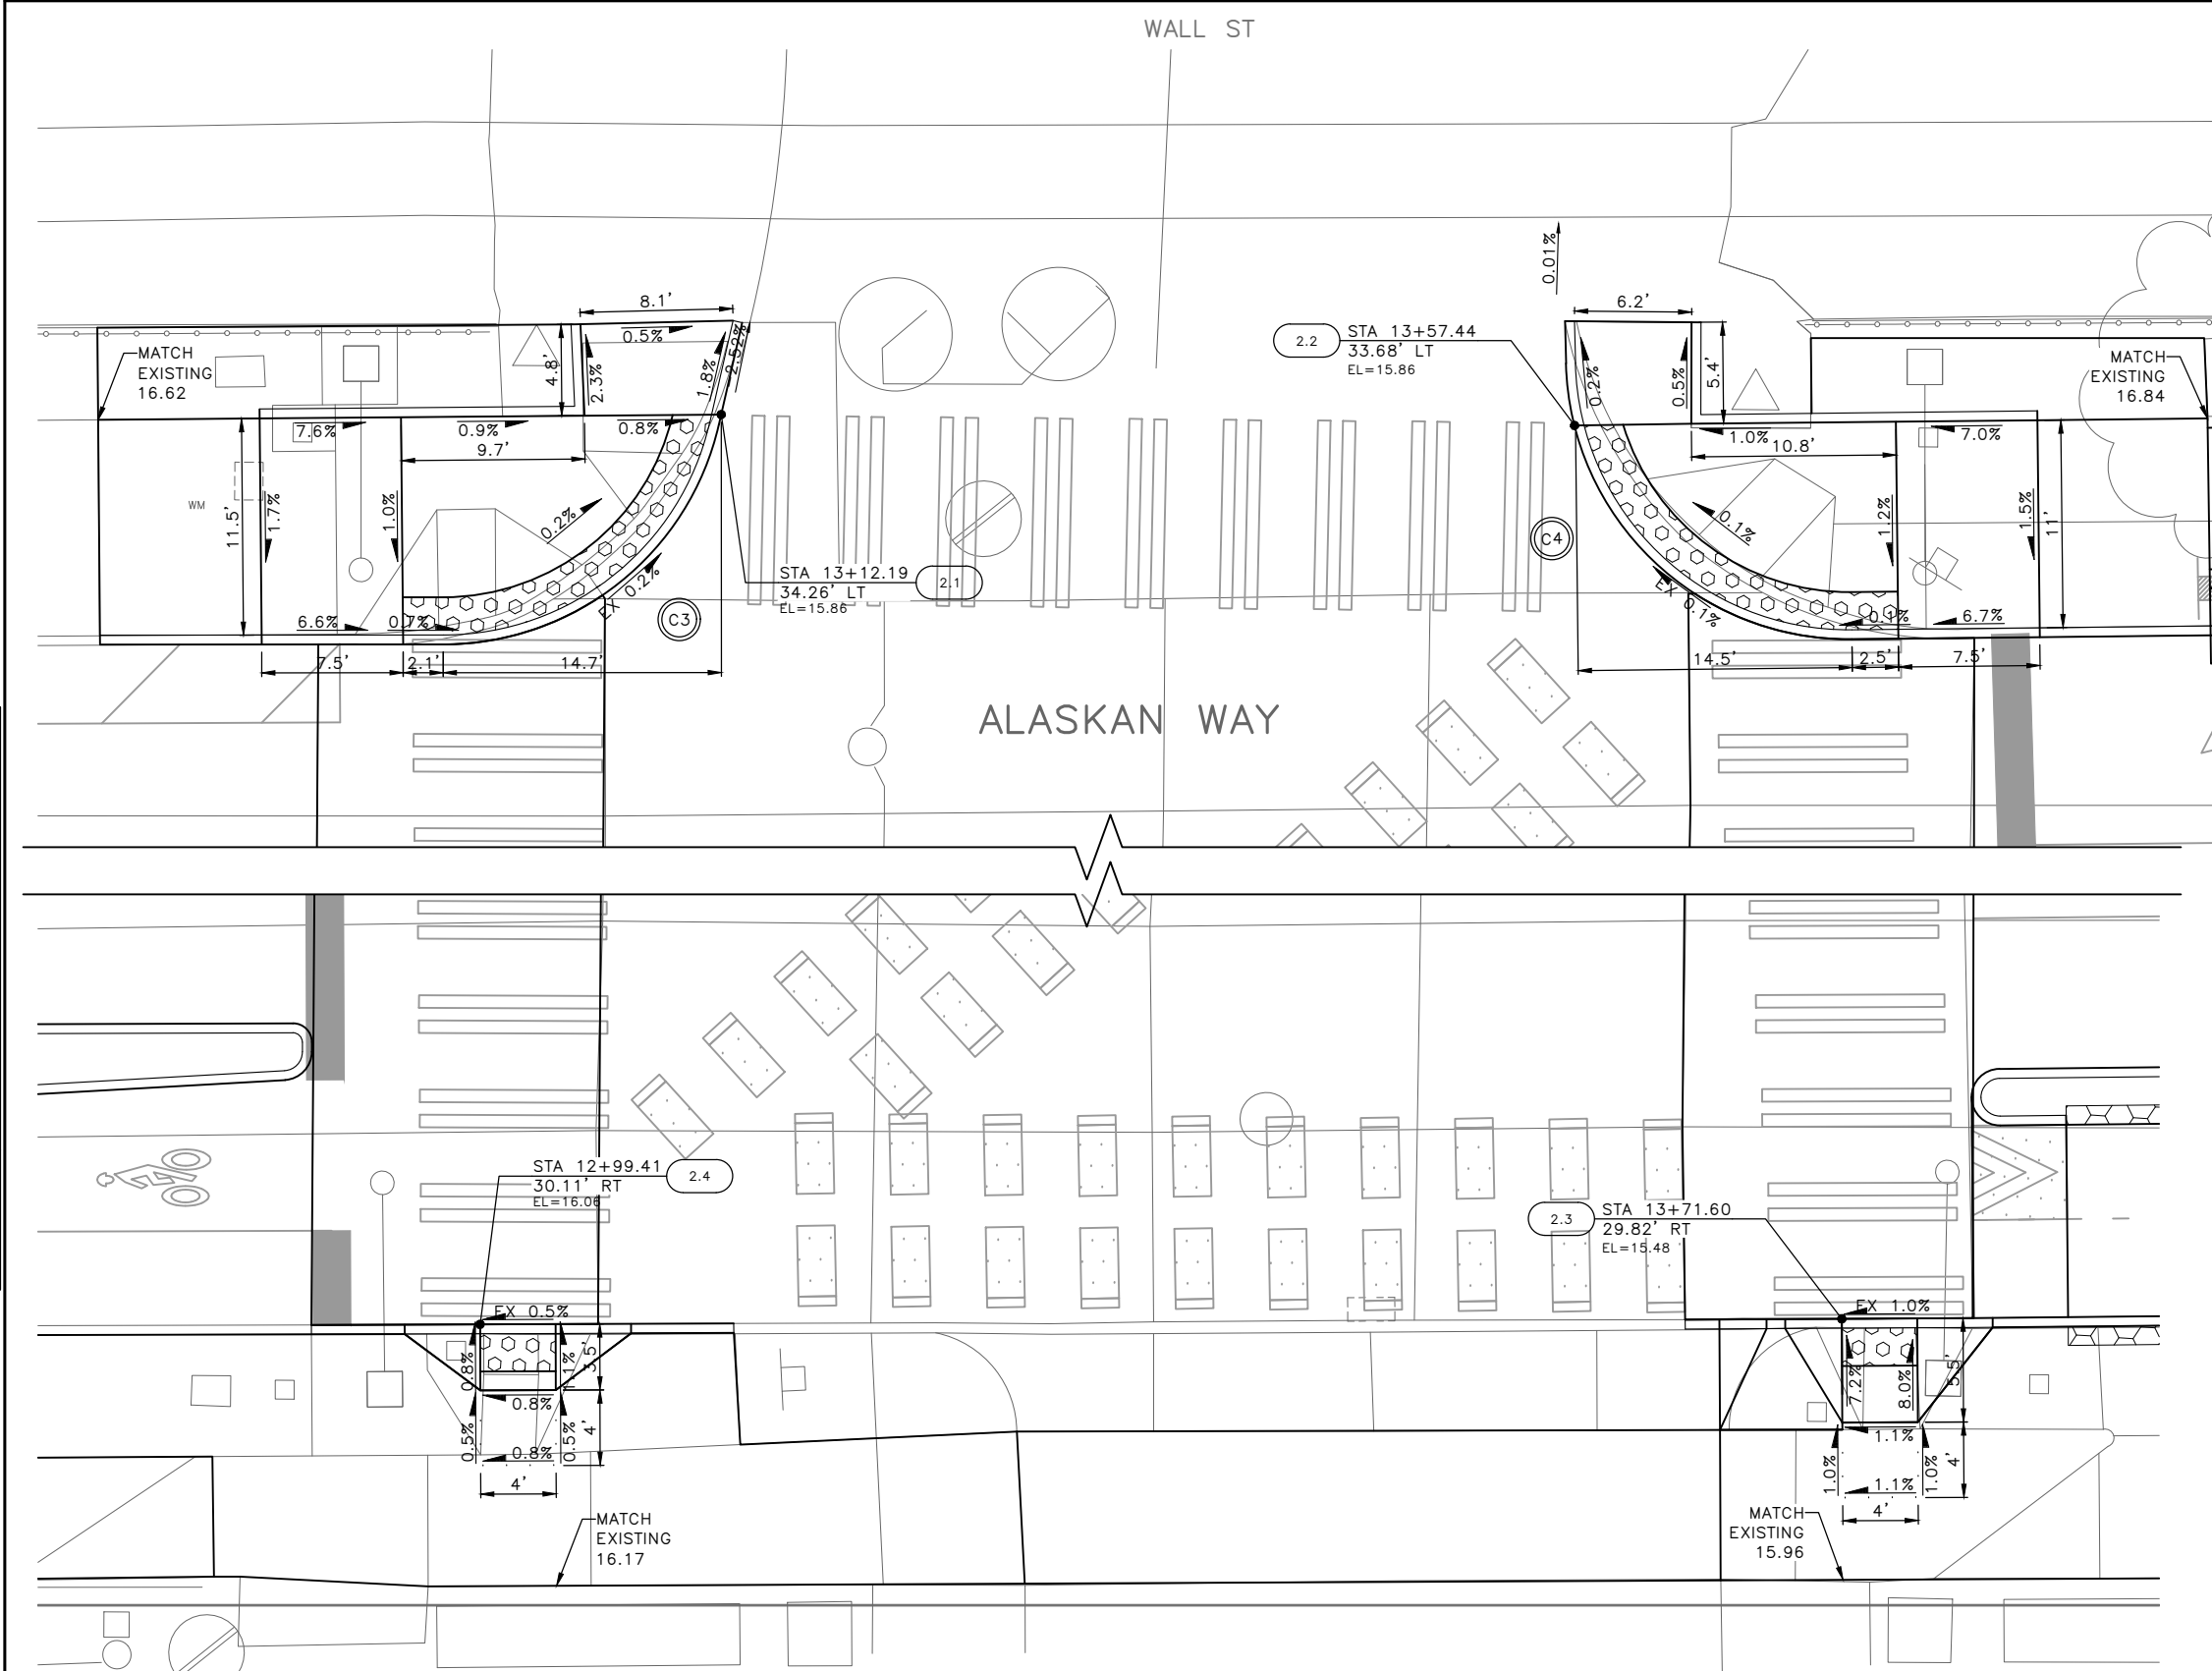 WALL ST
8.1'
0.5%
2.52%
1.8%
4.8'
2.3%
MATCH
EXISTING
16.62
7.6%
0.9%
0.8%
9.7'
WM
11.5'
1.7%
1.0%
0.2%
EX 0.2%
6.6%
0.7%
7.5'
2.1'
14.7'
C3
STA 13+12.19
34.26' LT
EL=15.86
2.1
0.01%
6.2'
2.2
STA 13+57.44
33.68' LT
EL=15.86
0.2%
0.5%
5.4'
MATCH
EXISTING
16.84
1.0%
7.0%
10.8'
C4
0.1%
1.2%
1.5%
11'
EX 0.1%
0.1%
6.7%
14.5'
2.5'
7.5'
ALASKAN WAY
STA 12+99.41
30.11' RT
EL=16.06
2.4
2.3
STA 13+71.60
29.82' RT
EL=15.48
EX 0.5%
0.8%
1.1%
3.5'
0.8%
0.5%
0.5%
4'
0.8%
4'
MATCH
EXISTING
16.17
EX 1.0%
7.2%
8.0%
5.5'
1.1%
1.0%
1.0%
4'
1.1%
4'
MATCH
EXISTING
15.96